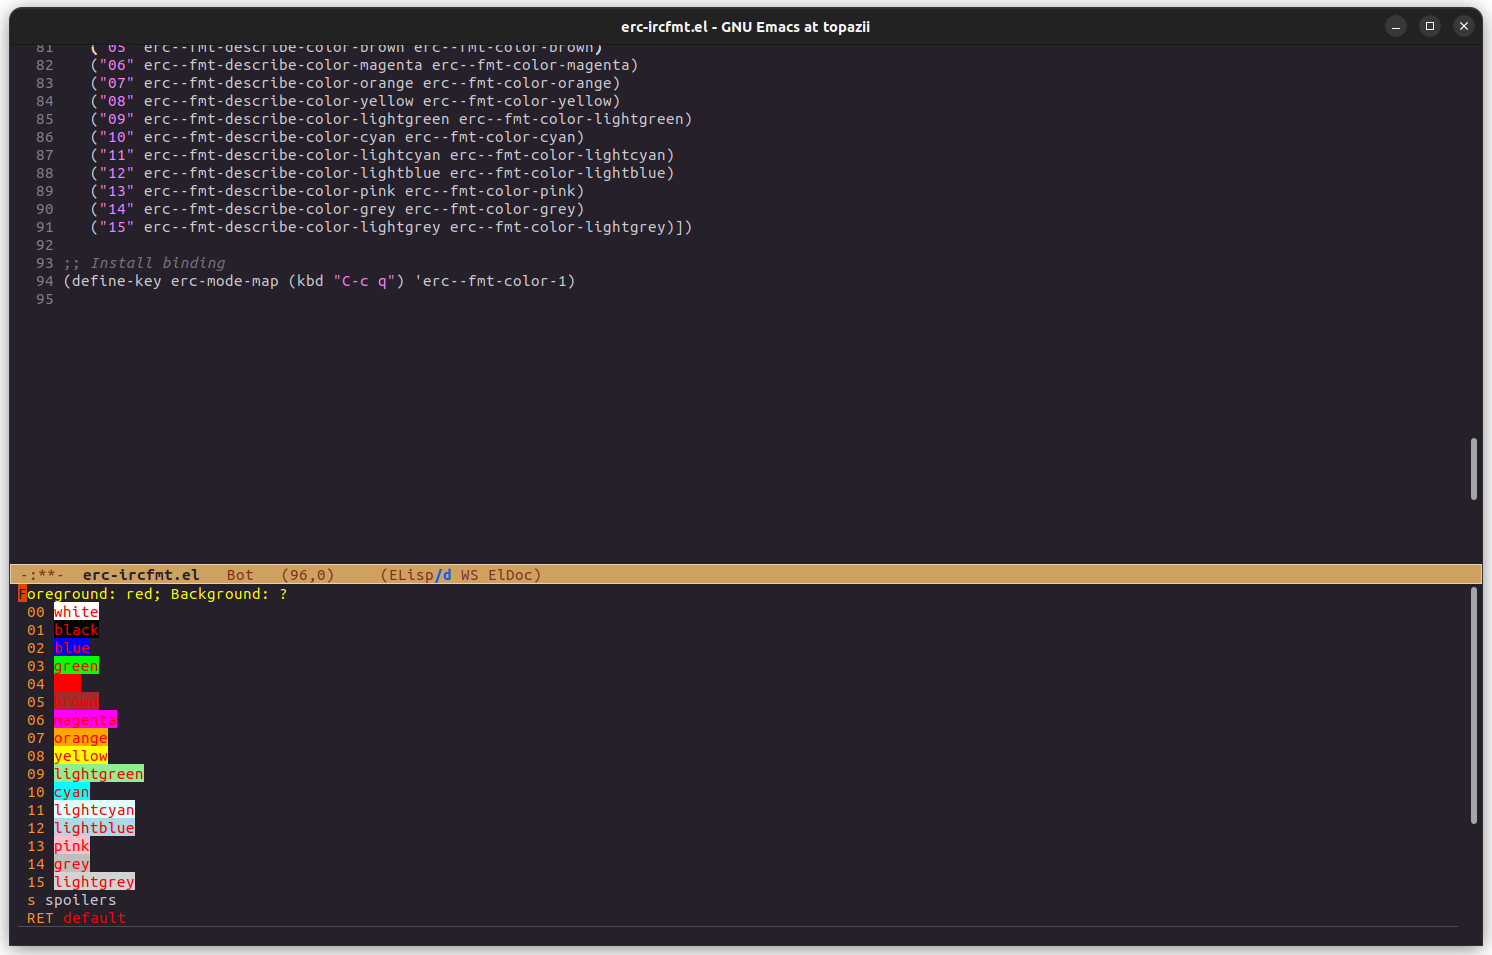 erc-ircfmt.el - GNU Emacs at topazii
81 ("05" erc--fmt-describe-color-brown erc--fmt-color-brown)
82 ("06" erc--fmt-describe-color-magenta erc--fmt-color-magenta)
83 ("07" erc--fmt-describe-color-orange erc--fmt-color-orange)
84 ("08" erc--fmt-describe-color-yellow erc--fmt-color-yellow)
85 ("09" erc--fmt-describe-color-lightgreen erc--fmt-color-lightgreen)
86 ("10" erc--fmt-describe-color-cyan erc--fmt-color-cyan)
87 ("11" erc--fmt-describe-color-lightcyan erc--fmt-color-lightcyan)
88 ("12" erc--fmt-describe-color-lightblue erc--fmt-color-lightblue)
89 ("13" erc--fmt-describe-color-pink erc--fmt-color-pink)
90 ("14" erc--fmt-describe-color-grey erc--fmt-color-grey)
91 ("15" erc--fmt-describe-color-lightgrey erc--fmt-color-lightgrey)])
92
93 ;; Install binding
94 (define-key erc-mode-map (kbd "C-c q") 'erc--fmt-color-1)
95
-:**- erc-ircfmt.el Bot (96,0) (ELisp/d WS ElDoc)
Foreground: red; Background: ?
00 white
01 black
02 blue
03 green
04
05 brown
06 magenta
07 orange
08 yellow
09 lightgreen
10 cyan
11 lightcyan
12 lightblue
13 pink
14 grey
15 lightgrey
s spoilers
RET default